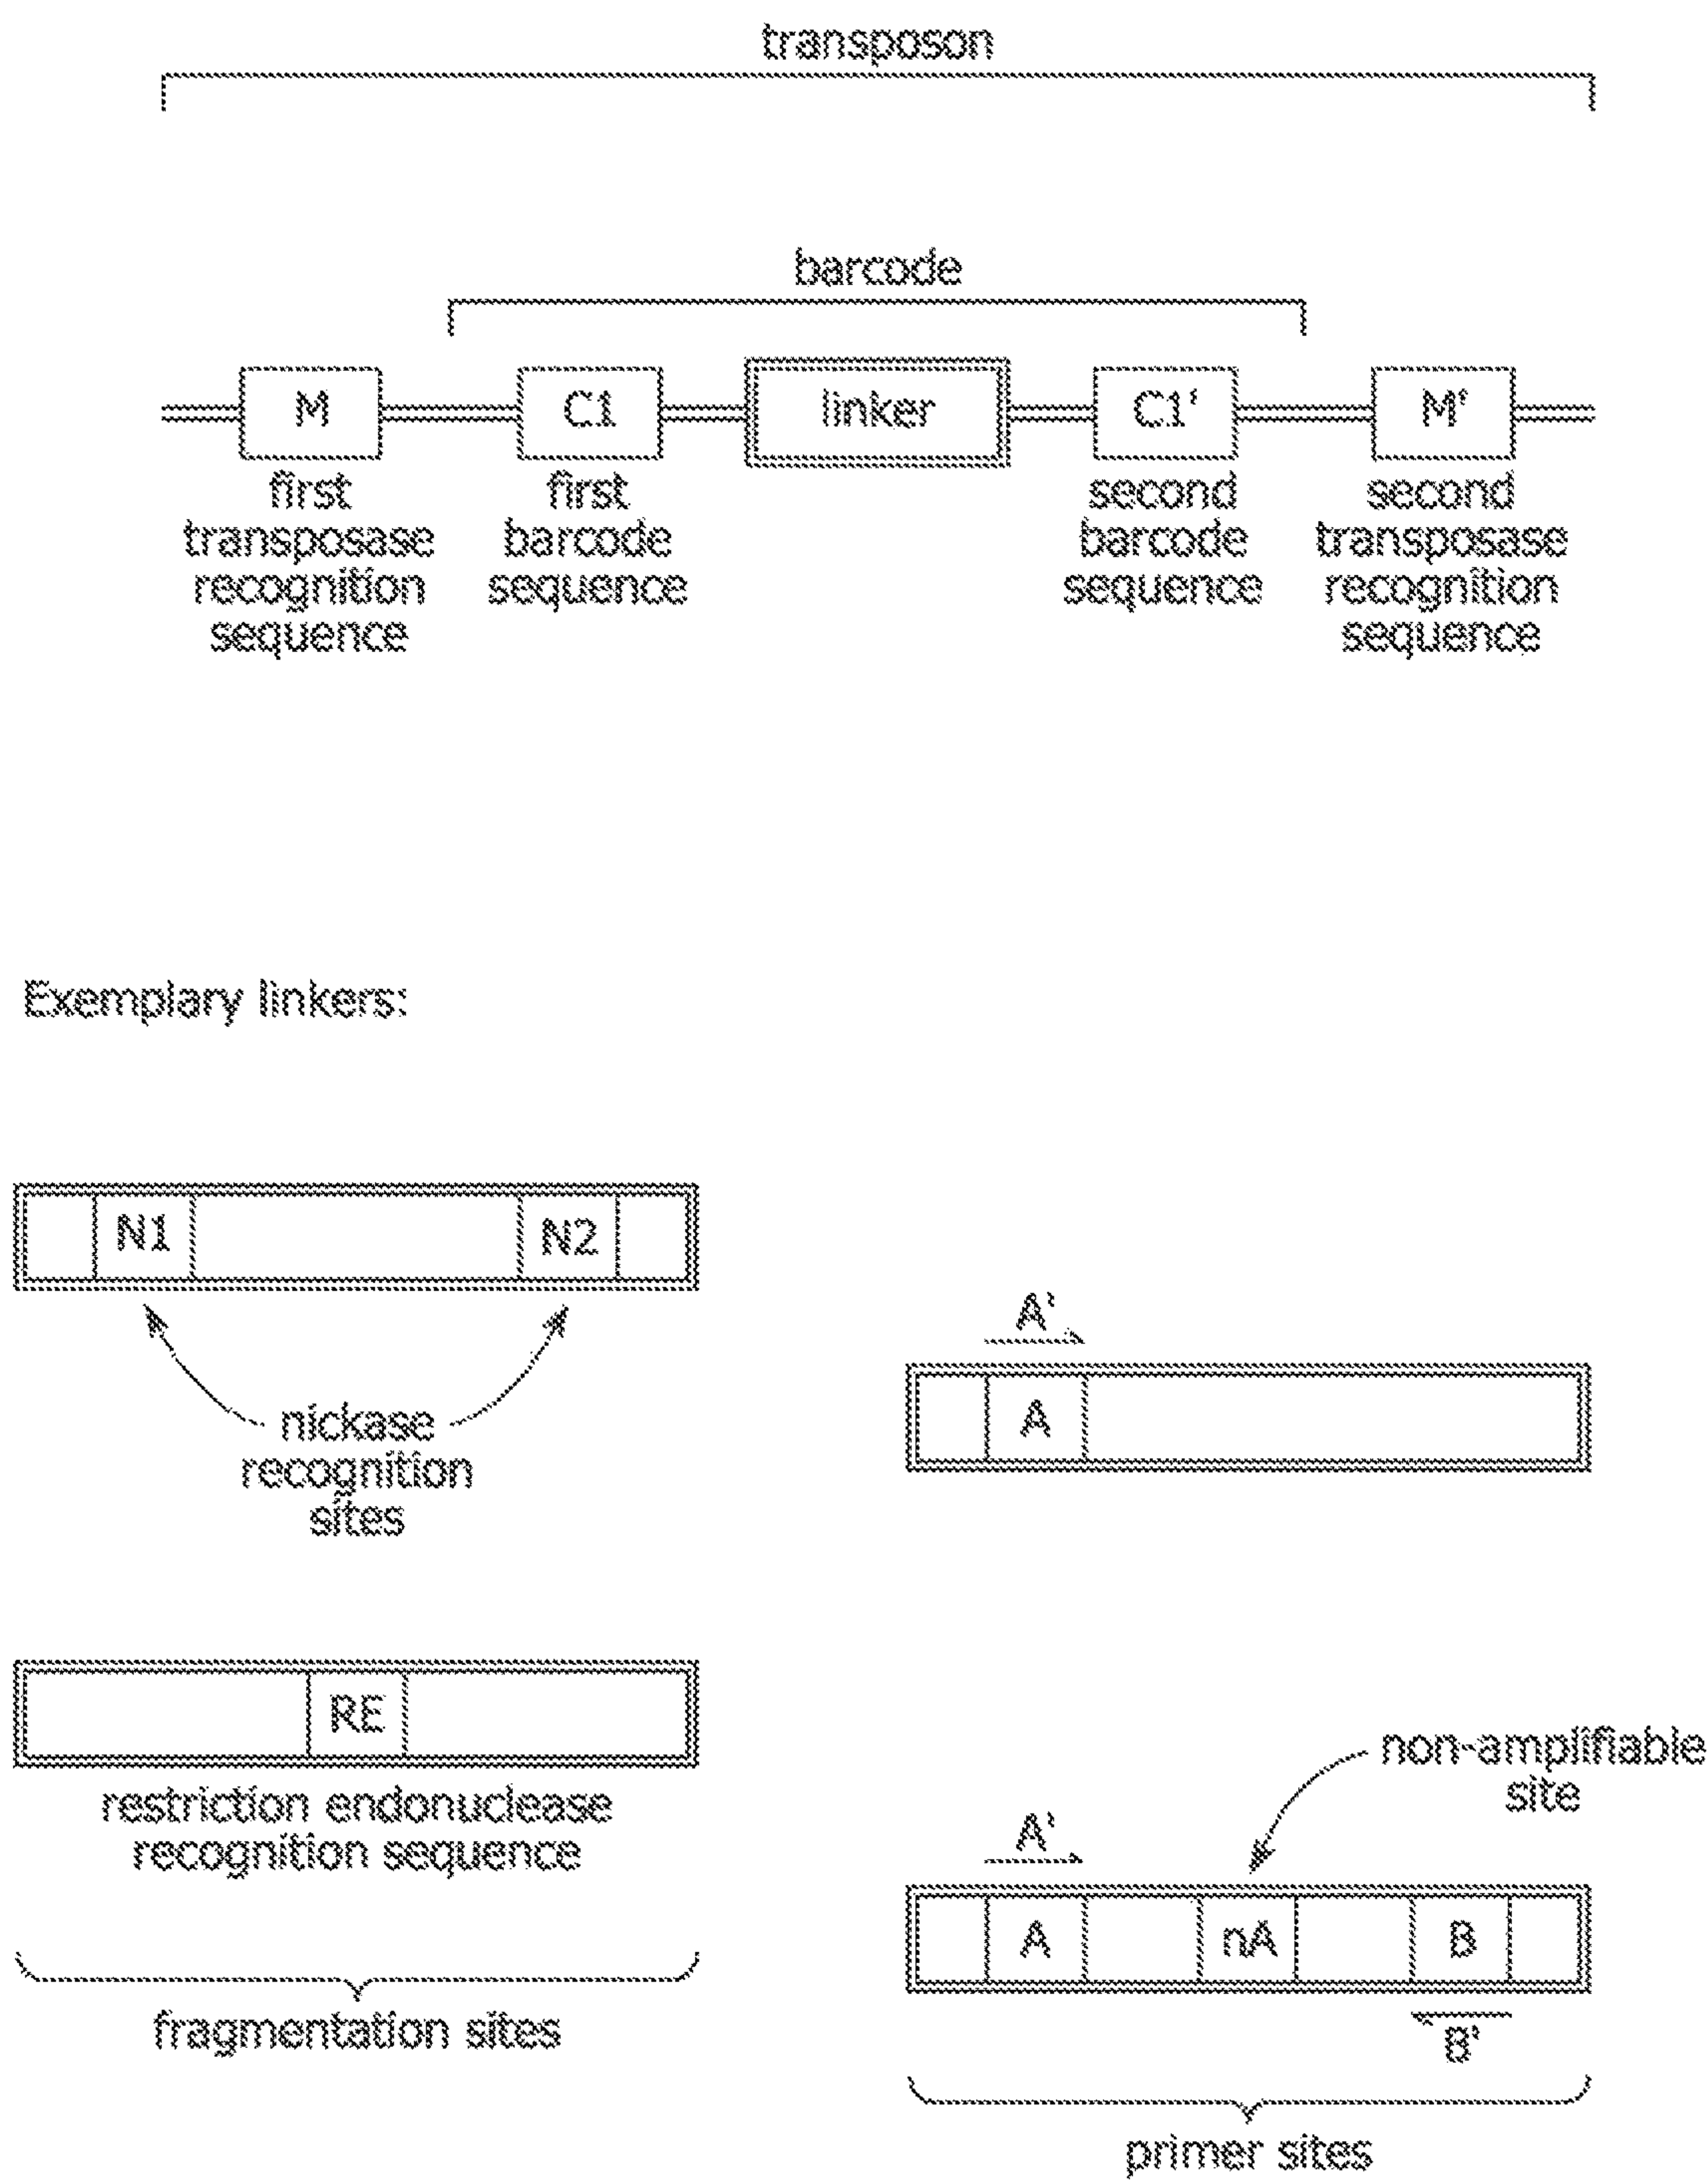 transposon
barcode
M
C1
linker
C1'
M'
first
transposase
recognition
sequence
first
barcode
sequence
second
barcode
sequence
second
transposase
recognition
sequence
Exemplary linkers:
N1
N2
nickase
recognition
sites
RE
restriction endonuclease
recognition sequence
fragmentation sites
A'
A
non-amplifiable
site
A'
A
nA
B
B'
primer sites